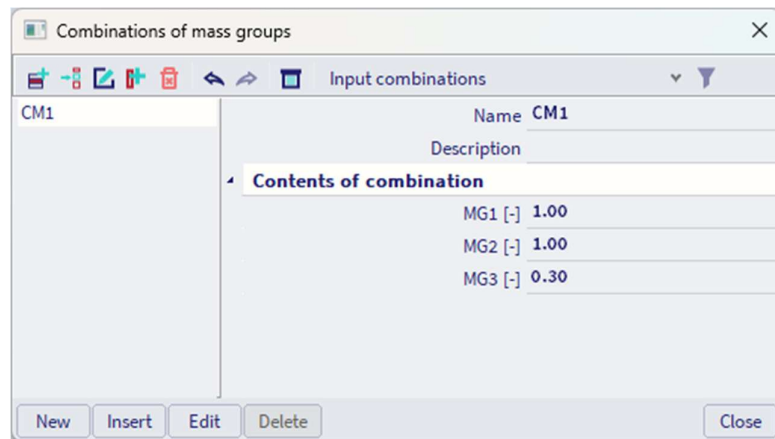 Combinations of mass groups
Input combinations
CM1
Name CM1
Description
Contents of combination
MG1 [-] 1.00
MG2 [-] 1.00
MG3 [-] 0.30
New Insert Edit Delete Close